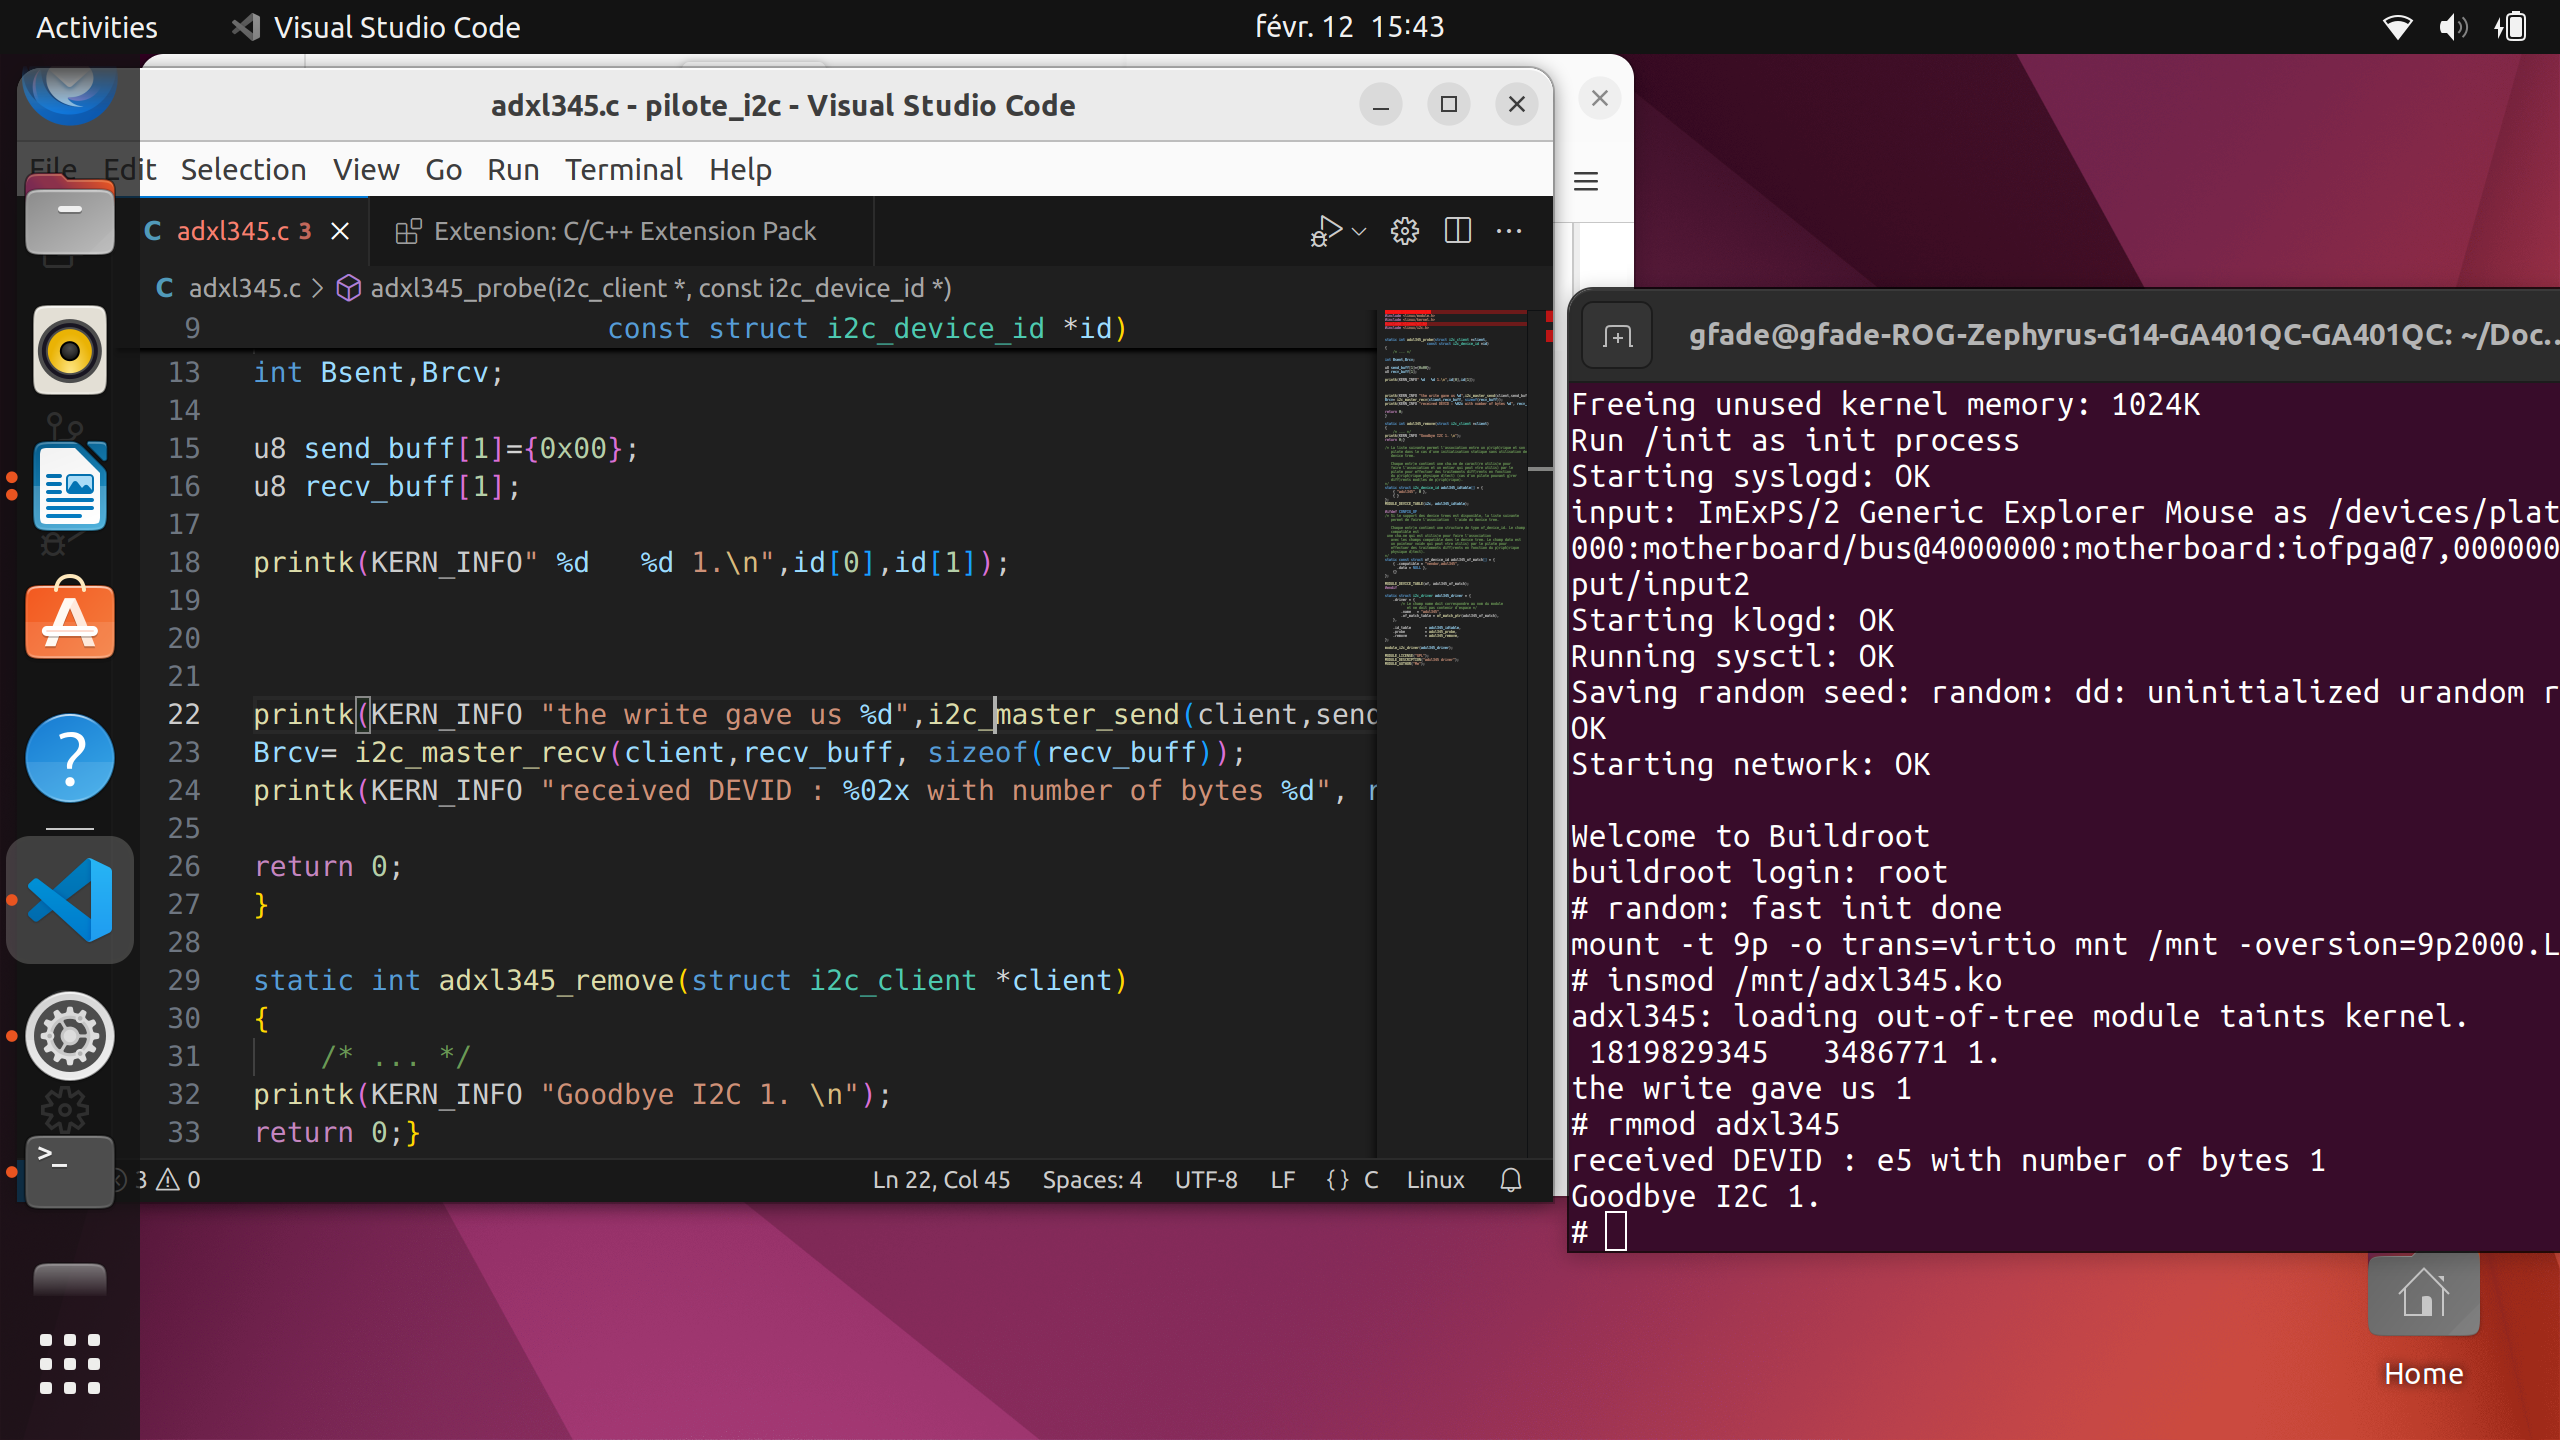 Activities
Visual Studio Code
févr. 12 15:43
adxl345.c - pilote_i2c - Visual Studio Code
File Edit Selection View Go Run Terminal Help
C adxl345.c 3
Extension: C/C++ Extension Pack
C adxl345.c > adxl345_probe(i2c_client *, const i2c_device_id *)
9 const struct i2c_device_id *id)
13 int Bsent,Brcv;
14
15 u8 send_buff[1]={0x00};
16 u8 recv_buff[1];
17
18 printk(KERN_INFO" %d   %d 1.\n",id[0],id[1]);
19
20
21
22 printk(KERN_INFO "the write gave us %d",i2c_master_send(client,send
23 Brcv= i2c_master_recv(client,recv_buff, sizeof(recv_buff));
24 printk(KERN_INFO "received DEVID : %02x with number of bytes %d", r
25
26 return 0;
27 }
28
29 static int adxl345_remove(struct i2c_client *client)
30 {
31 /* ... */
32 printk(KERN_INFO "Goodbye I2C 1. \n");
33 return 0;}
3 0
Ln 22, Col 45 Spaces: 4 UTF-8 LF {} C Linux
gfade@gfade-ROG-Zephyrus-G14-GA401QC-GA401QC: ~/Doc...
Freeing unused kernel memory: 1024K
Run /init as init process
Starting syslogd: OK
input: ImExPS/2 Generic Explorer Mouse as /devices/plat
000:motherboard/bus@4000000:motherboard:iofpga@7,000000
put/input2
Starting klogd: OK
Running sysctl: OK
Saving random seed: random: dd: uninitialized urandom r
OK
Starting network: OK
Welcome to Buildroot
buildroot login: root
# random: fast init done
mount -t 9p -o trans=virtio mnt /mnt -oversion=9p2000.L
# insmod /mnt/adxl345.ko
adxl345: loading out-of-tree module taints kernel.
1819829345   3486771 1.
the write gave us 1
# rmmod adxl345
received DEVID : e5 with number of bytes 1
Goodbye I2C 1.
#
Home